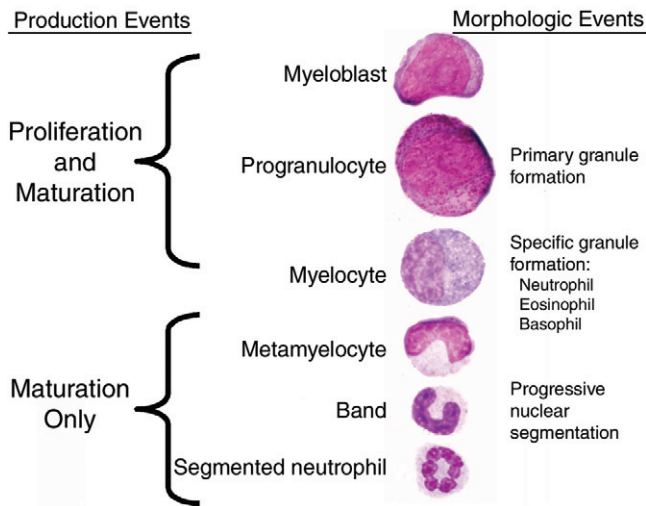 Production Events
Morphologic Events
Myeloblast
Proliferation
and
Maturation
Progranulocyte
Primary granule
formation
Myelocyte
Specific granule
formation:
Neutrophil
Eosinophil
Basophil
Metamyelocyte
Maturation
Only
Band
Progressive
nuclear
segmentation
Segmented neutrophil